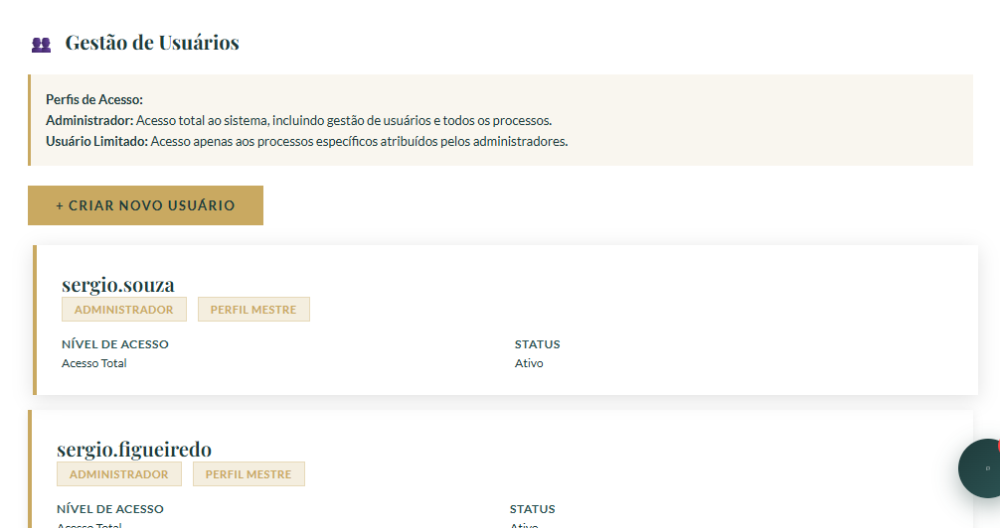 Gestão de Usuários
Perfis de Acesso:
Administrador: Acesso total ao sistema, incluindo gestão de usuários e todos os processos.
Usuário Limitado: Acesso apenas aos processos específicos atribuídos pelos administradores.
+ CRIAR NOVO USUÁRIO
sergio.souza
ADMINISTRADOR PERFIL MESTRE
NÍVEL DE ACESSO STATUS
Acesso Total Ativo
sergio.figueiredo
ADMINISTRADOR PERFIL MESTRE
NÍVEL DE ACESSO STATUS
Acesso Total Ativo